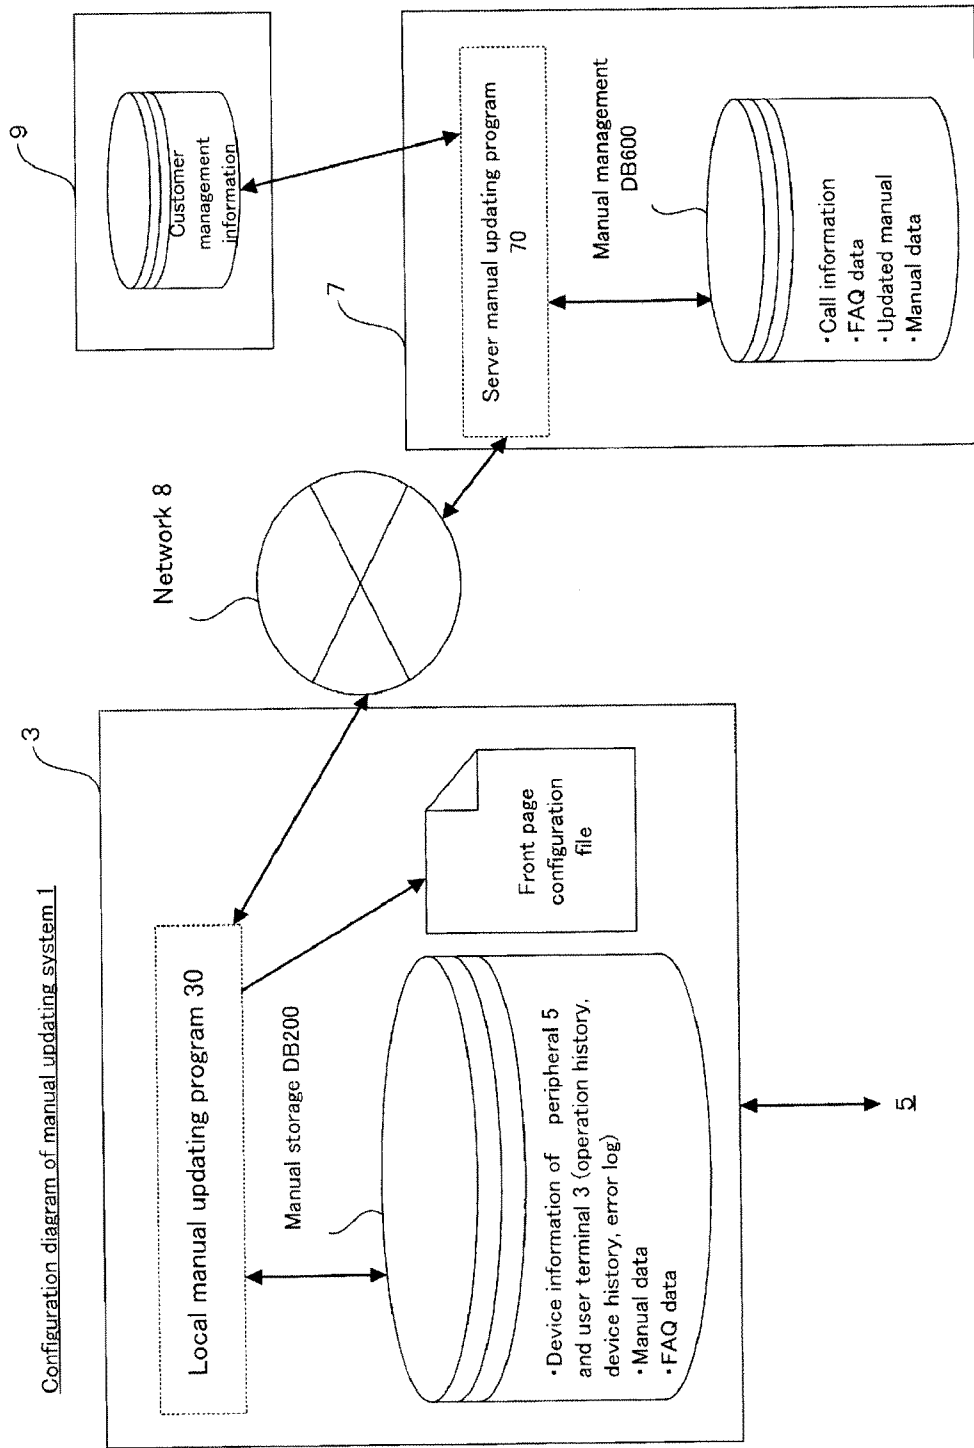 Configuration diagram of manual updating system 1
3
Local manual updating program 30
Manual storage DB200
・Device information of peripheral 5
and user terminal 3 (operation history,
device history, error log)
・Manual data
・FAQ data
Front page
configuration
file
5
Network 8
7
Server manual updating program
70
Manual management
DB600
・Call information
・FAQ data
・Updated manual
・Manual data
9
Customer
management
information